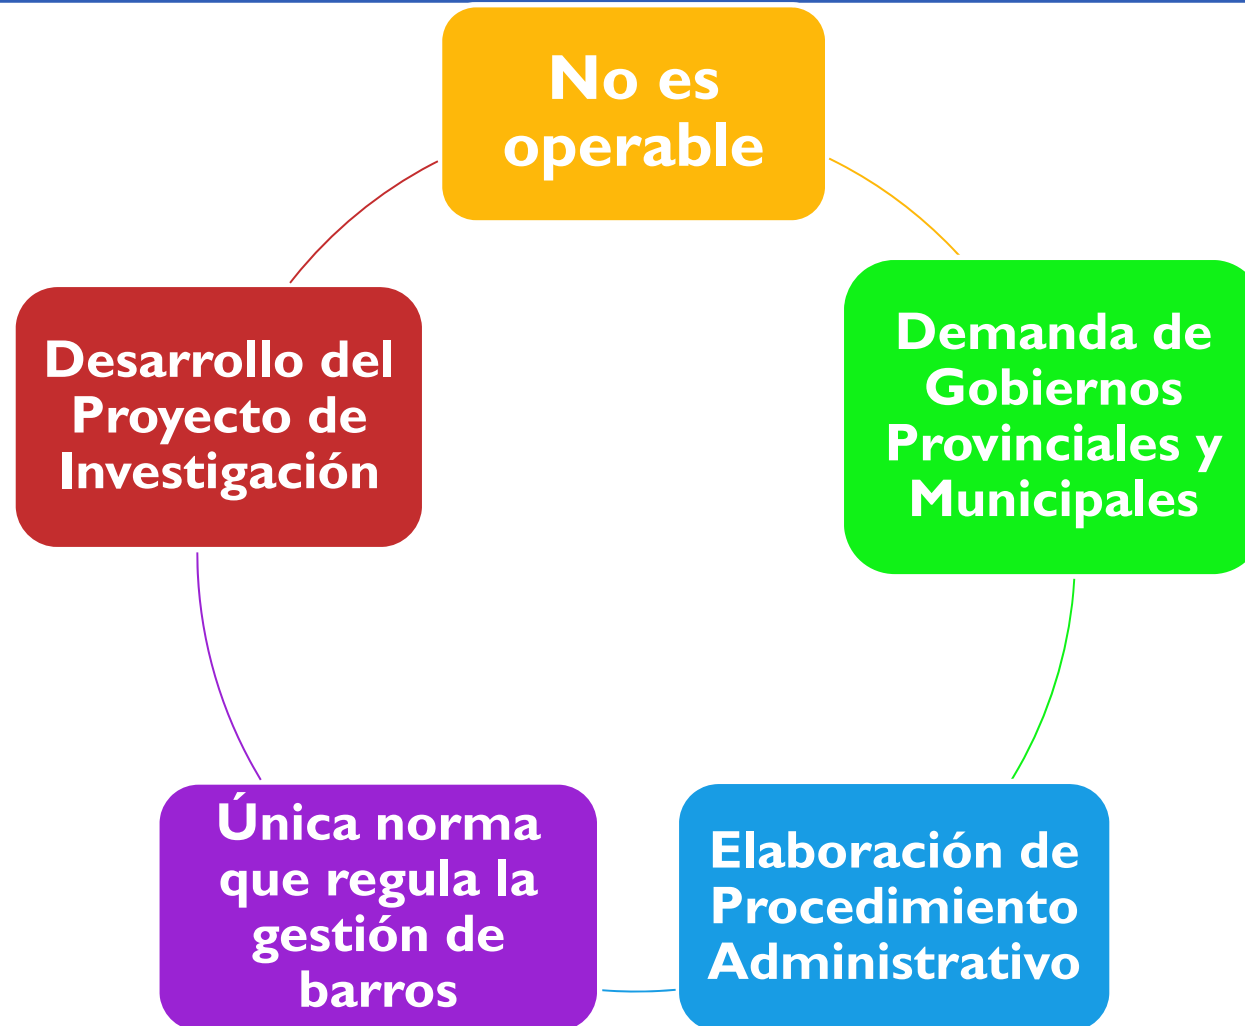 No es
operable
Demanda de
Gobiernos
Provinciales y
Municipales
Elaboración de
Procedimiento
Administrativo
Única norma
que regula la
gestión de
barros
Desarrollo del
Proyecto de
Investigación